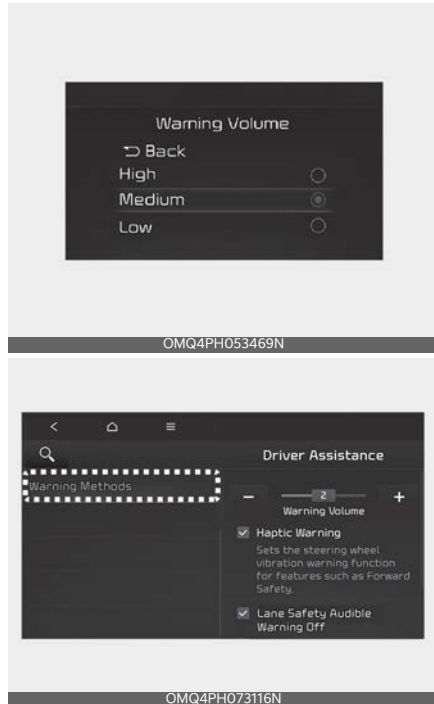 Warning Volume
Back
High
Medium
Low
OMQ4PH053469N
Driver Assistance
Warning Methods
− 2 +
Warning Volume
Haptic Warning
Sets the steering wheel
vibration warning function
for features such as Forward
Safety.
Lane Safety Audible
Warning Off
OMQ4PH073116N